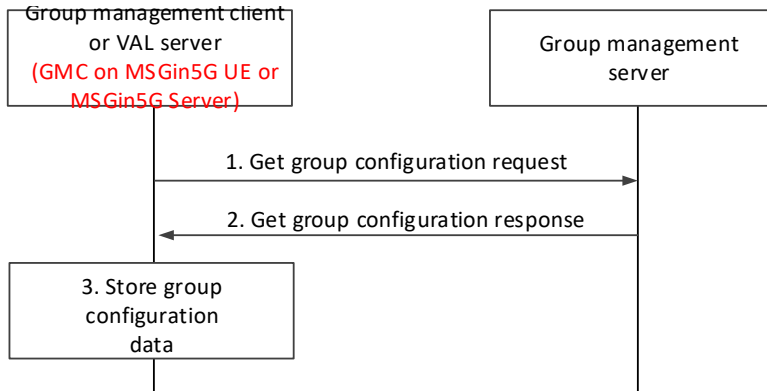 Group management client
or VAL server
(GMC on MSGin5G UE or
MSGin5G Server)
Group management
server
1. Get group configuration request
2. Get group configuration response
3. Store group
configuration
data